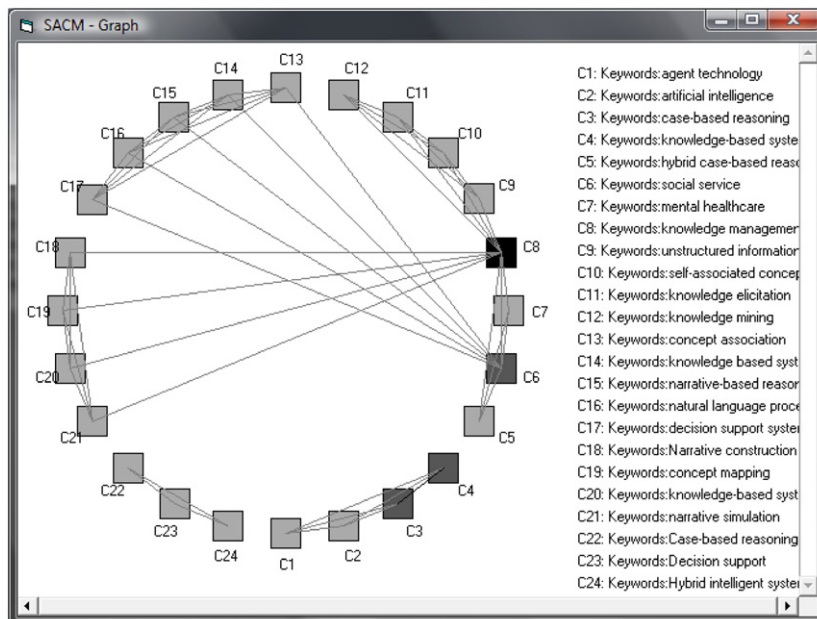 SACM - Graph
C13
C14
C12
C15
C11
C16
C10
C17
C9
C18
C8
C19
C7
C20
C6
C21
C5
C22
C4
C23
C3
C24
C2
C1
C1: Keywords:agent technology
C2: Keywords:artificial intelligence
C3: Keywords:case-based reasoning
C4: Keywords:knowledge-based syste
C5: Keywords:hybrid case-based reaso
C6: Keywords:social service
C7: Keywords:mental healthcare
C8: Keywords:knowledge managemen
C9: Keywords:unstructured information
C10: Keywords:self-associated concep
C11: Keywords:knowledge elicitation
C12: Keywords:knowledge mining
C13: Keywords:concept association
C14: Keywords:knowledge based syst
C15: Keywords:narrative-based reason
C16: Keywords:natural language proce
C17: Keywords:decision support system
C18: Keywords:Narrative construction
C19: Keywords:concept mapping
C20: Keywords:knowledge-based syst
C21: Keywords:narrative simulation
C22: Keywords:Case-based reasoning
C23: Keywords:Decision support
C24: Keywords:Hybrid intelligent system